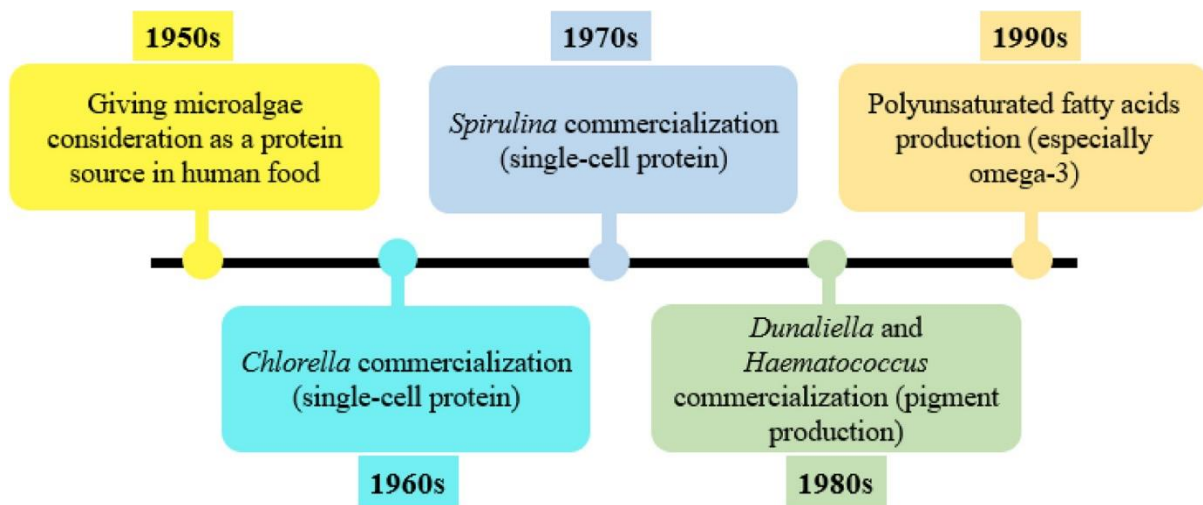 1950s
Giving microalgae
consideration as a protein
source in human food
1970s
Spirulina commercialization
(single-cell protein)
1990s
Polyunsaturated fatty acids
production (especially
omega-3)
Chlorella commercialization
(single-cell protein)
1960s
Dunaliella and
Haematococcus
commercialization (pigment
production)
1980s